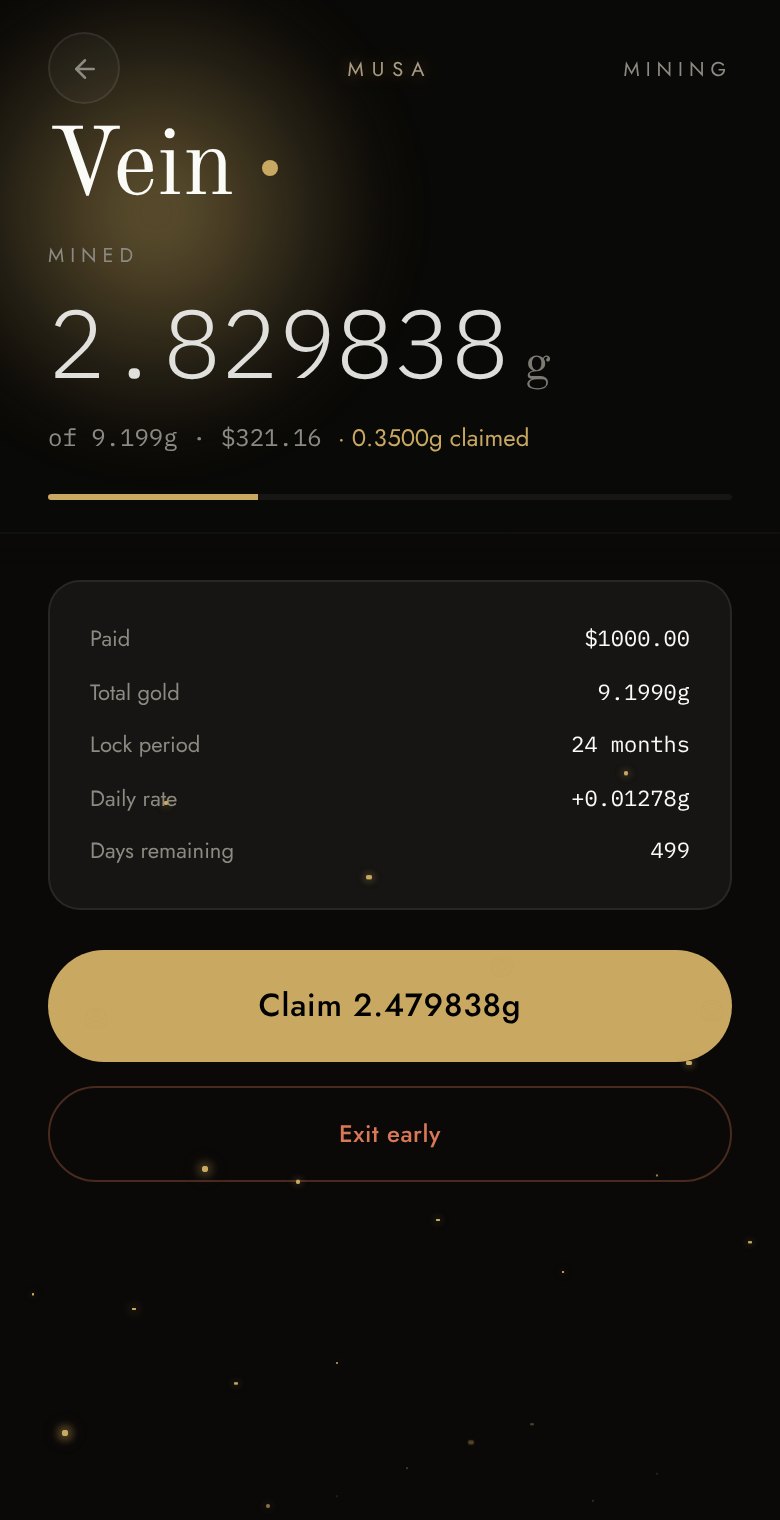 MUSA MINING
Vein
MINED
2.829838 g
of 9.199g · $321.16 · 0.3500g claimed
Paid $1000.00
Total gold 9.1990g
Lock period 24 months
Daily rate +0.01278g
Days remaining 499
Claim 2.479838g
Exit early